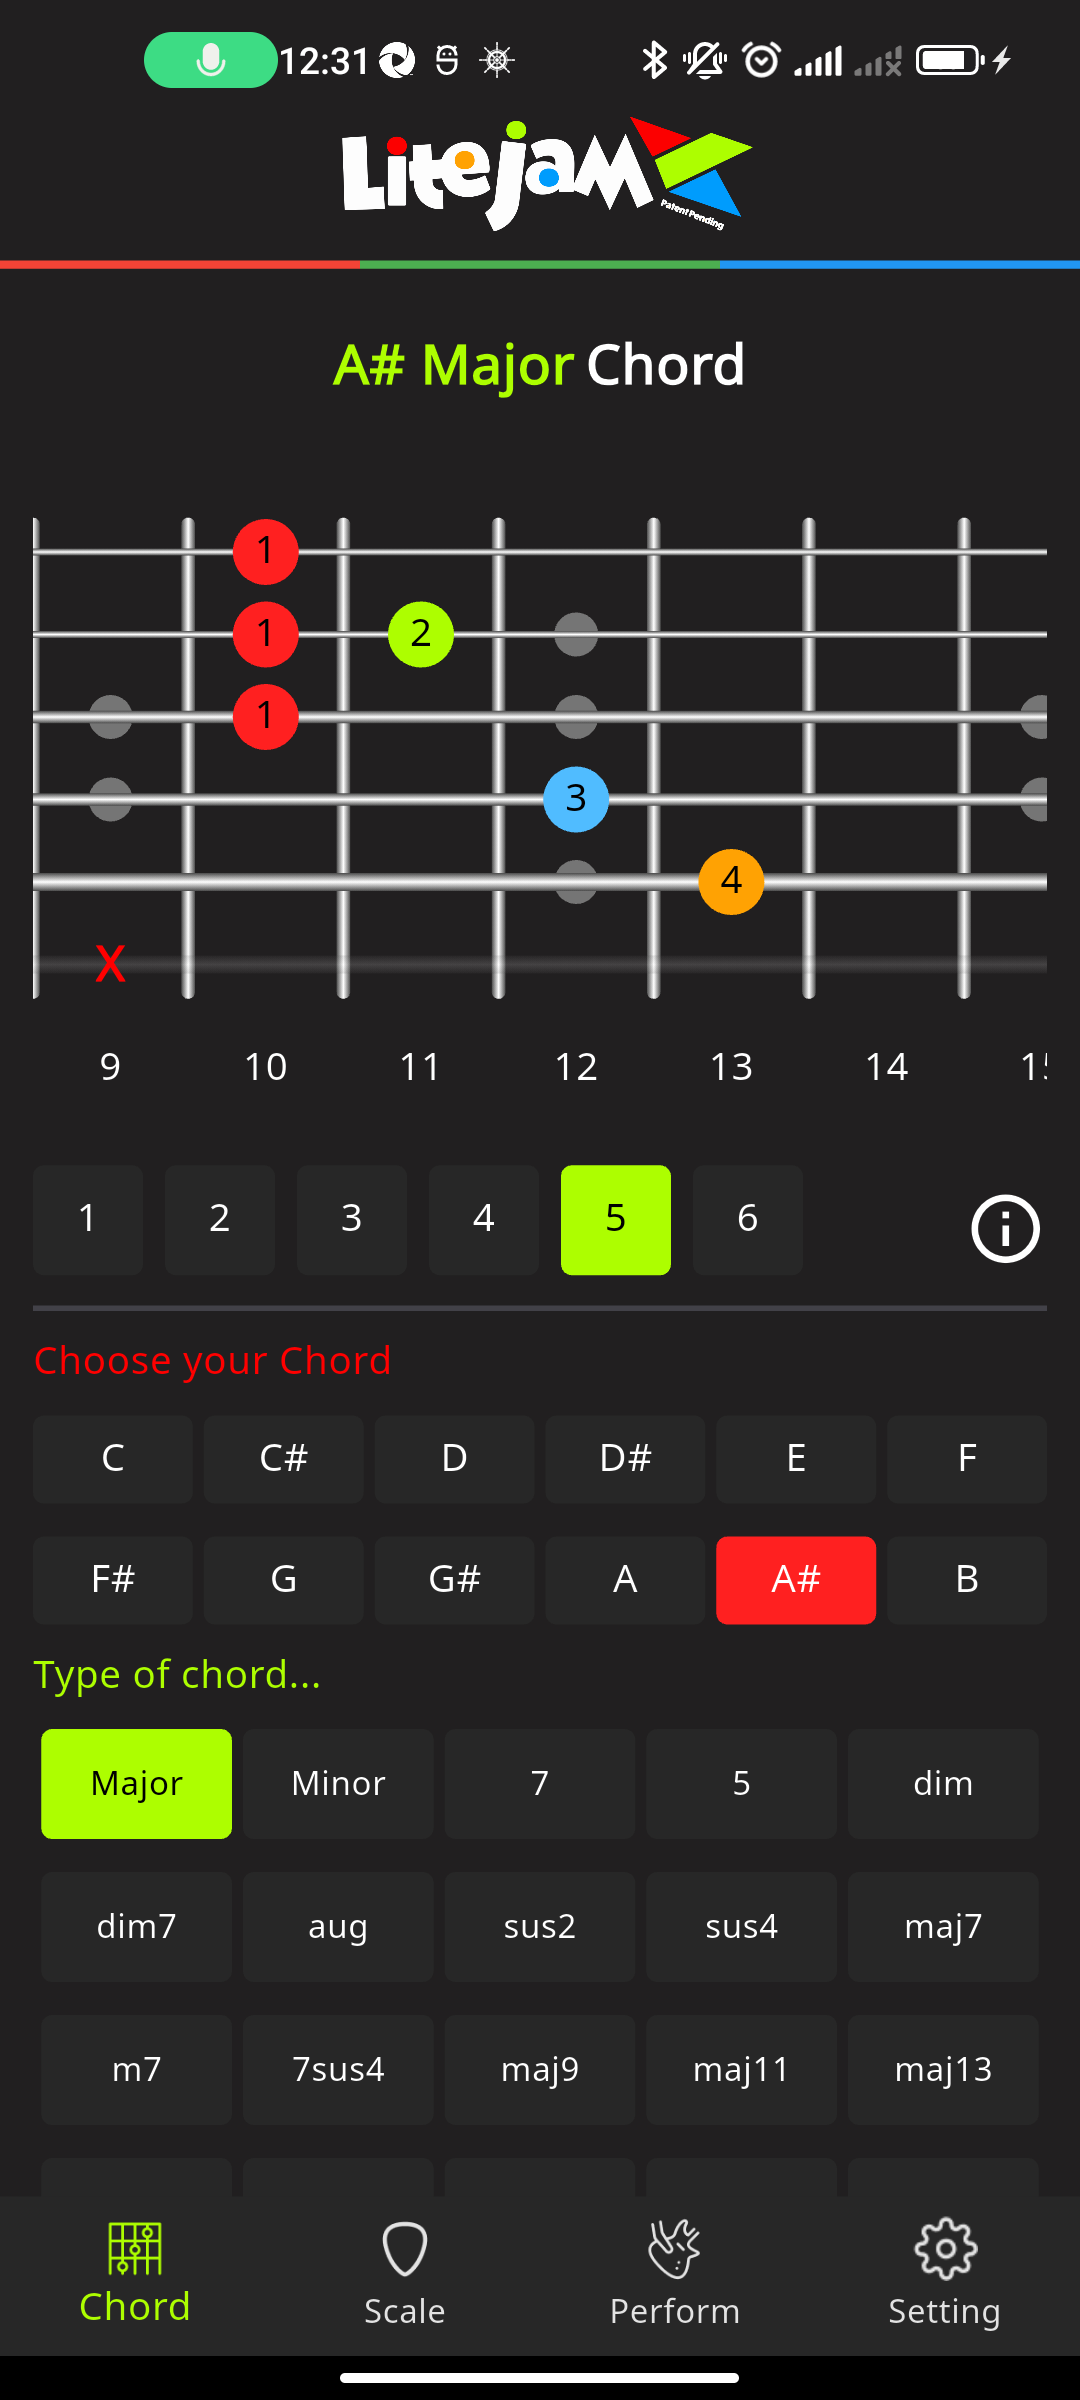 12:31
Litejam
Patent Pending
A# Major Chord
1
1 2
1
3
4
X
9 10 11 12 13 14
1 2 3 4 5 6
Choose your Chord
C C# D D# E F
F# G G# A A# B
Type of chord...
Major Minor 7 5 dim
dim7 aug sus2 sus4 maj7
m7 7sus4 maj9 maj11 maj13
Chord Scale Perform Setting